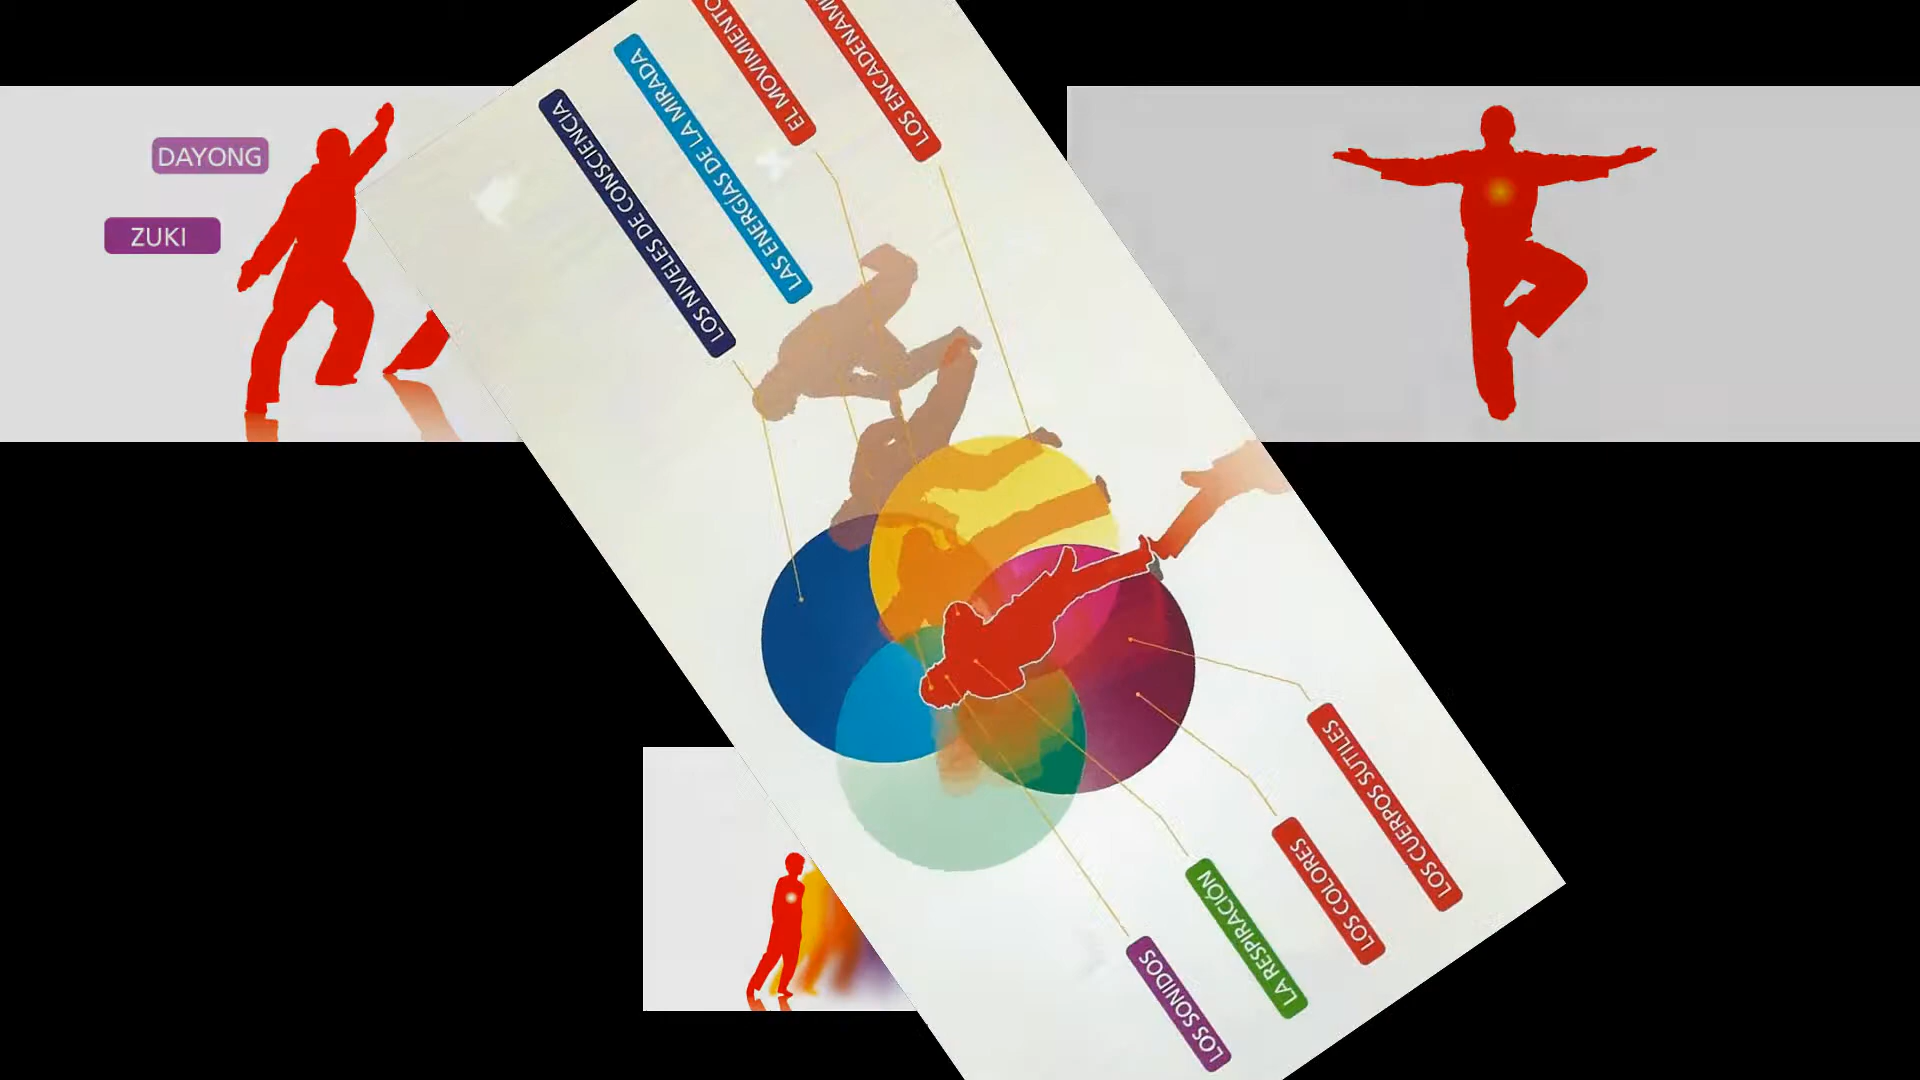 DAYONG
ZUKI
LOS NIVELES DE CONSCIENCIA
LAS ENERGÍAS DE LA MIRADA
EL MOVIMIENTO
LOS
LOS CUERPOS SUTILES
LOS COLORES
LA RESPIRACIÓN
LOS SONIDOS